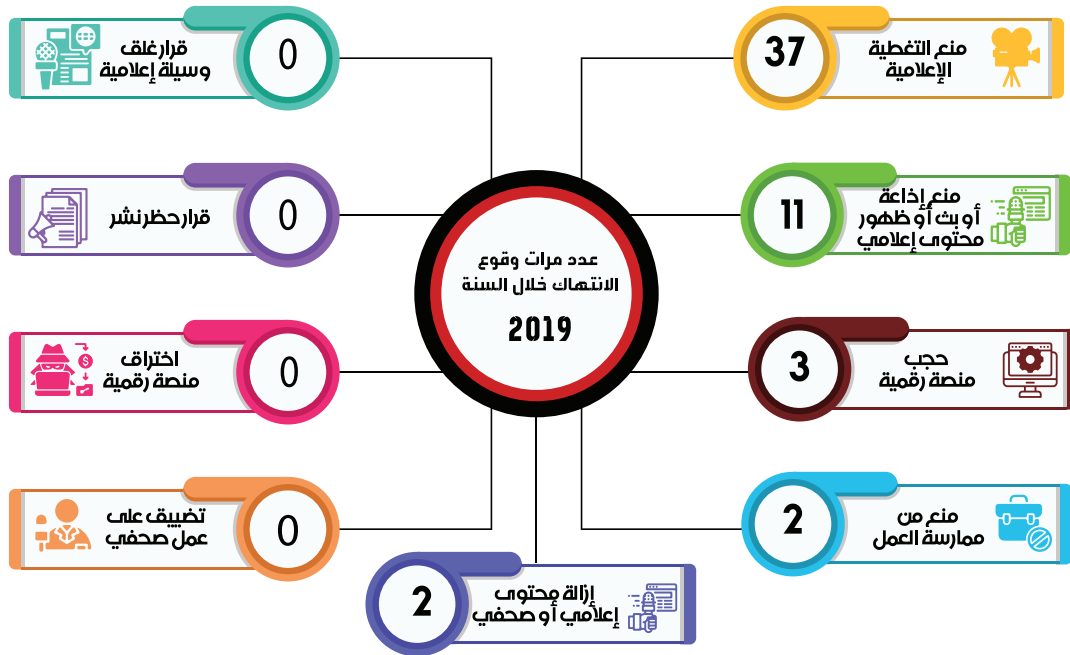 عدد مرات وقوع
الانتهاك خلال السنة
2019
منع التغطية
الإعلامية
37
منع إذاعة
أو بث أو ظهور
محتوى إعلامي
11
حجب
منصة رقمية
3
منع من
ممارسة العمل
2
إزالة محتوى
إعلامي أو صحفي
2
قرار غلق
وسيلة إعلامية
0
قرار حظر نشر
0
اختراق
منصة رقمية
0
تضييق على
عمل صحفي
0